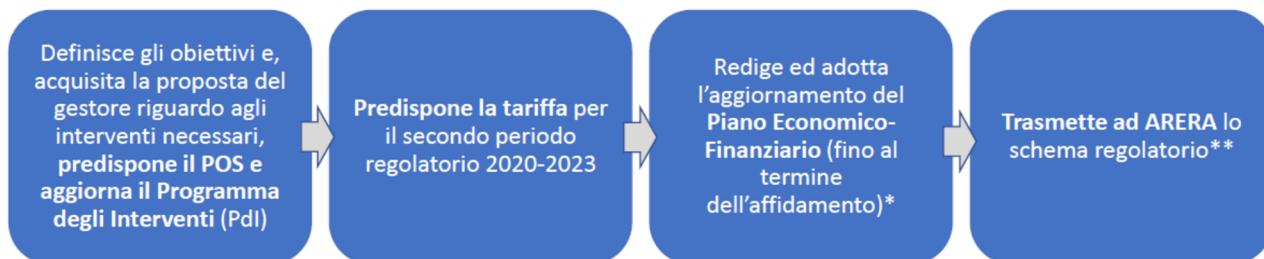 Definisce gli obiettivi e,
acquisita la proposta del
gestore riguardo agli
interventi necessari,
predispone il POS e
aggiorna il Programma
degli Interventi (PdI)
Predispone la tariffa per
il secondo periodo
regolatorio 2020-2023
Redige ed adotta
l'aggiornamento del
Piano Economico-
Finanziario (fino al
termine
dell'affidamento)*
Trasmette ad ARERA lo
schema regolatorio**